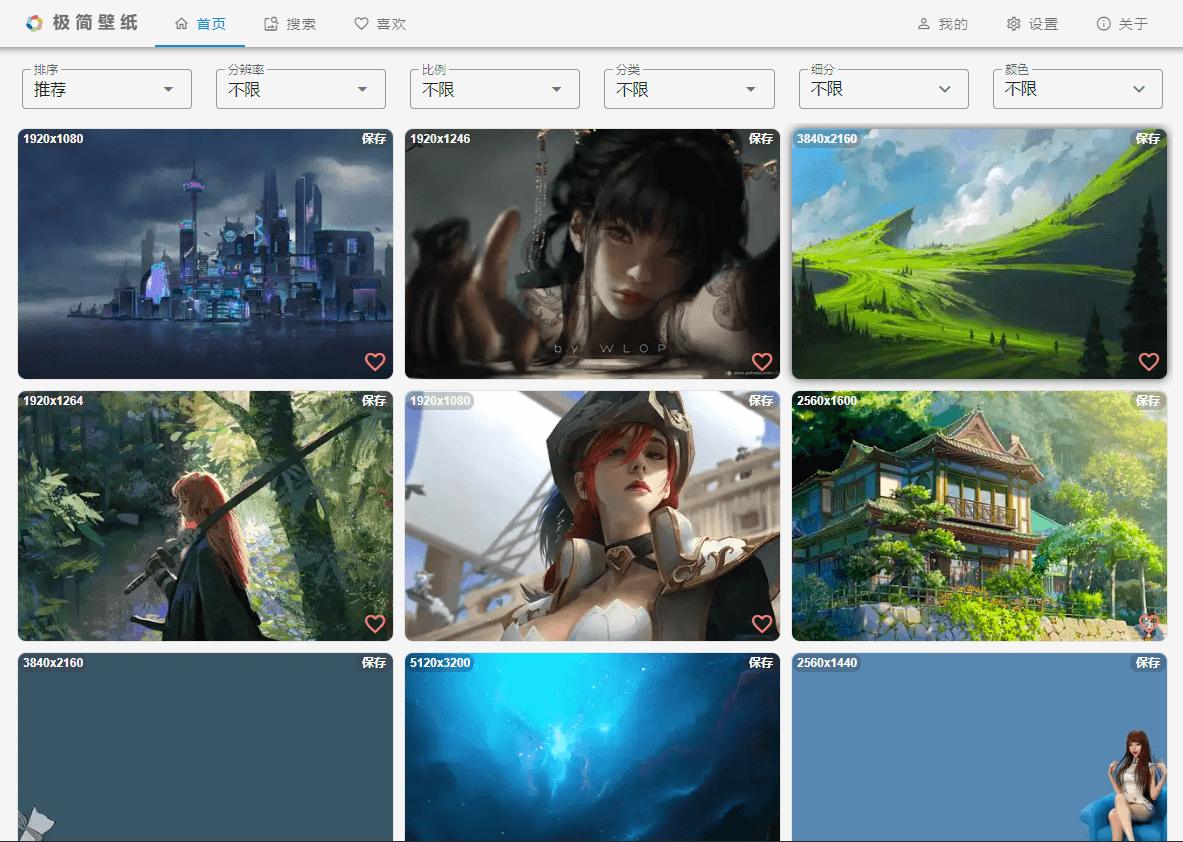 极简壁纸 首页 搜索 喜欢 我的 设置 关于
排序 分辨率 比例 分类 细分 颜色
推荐 不限 不限 不限 不限 不限
1920x1080 保存 1920x1246 保存 3840x2160 保存
by WLOP
1920x1264 保存 1920x1080 保存 2560x1600 保存
3840x2160 保存 5120x3200 保存 2560x1440 保存